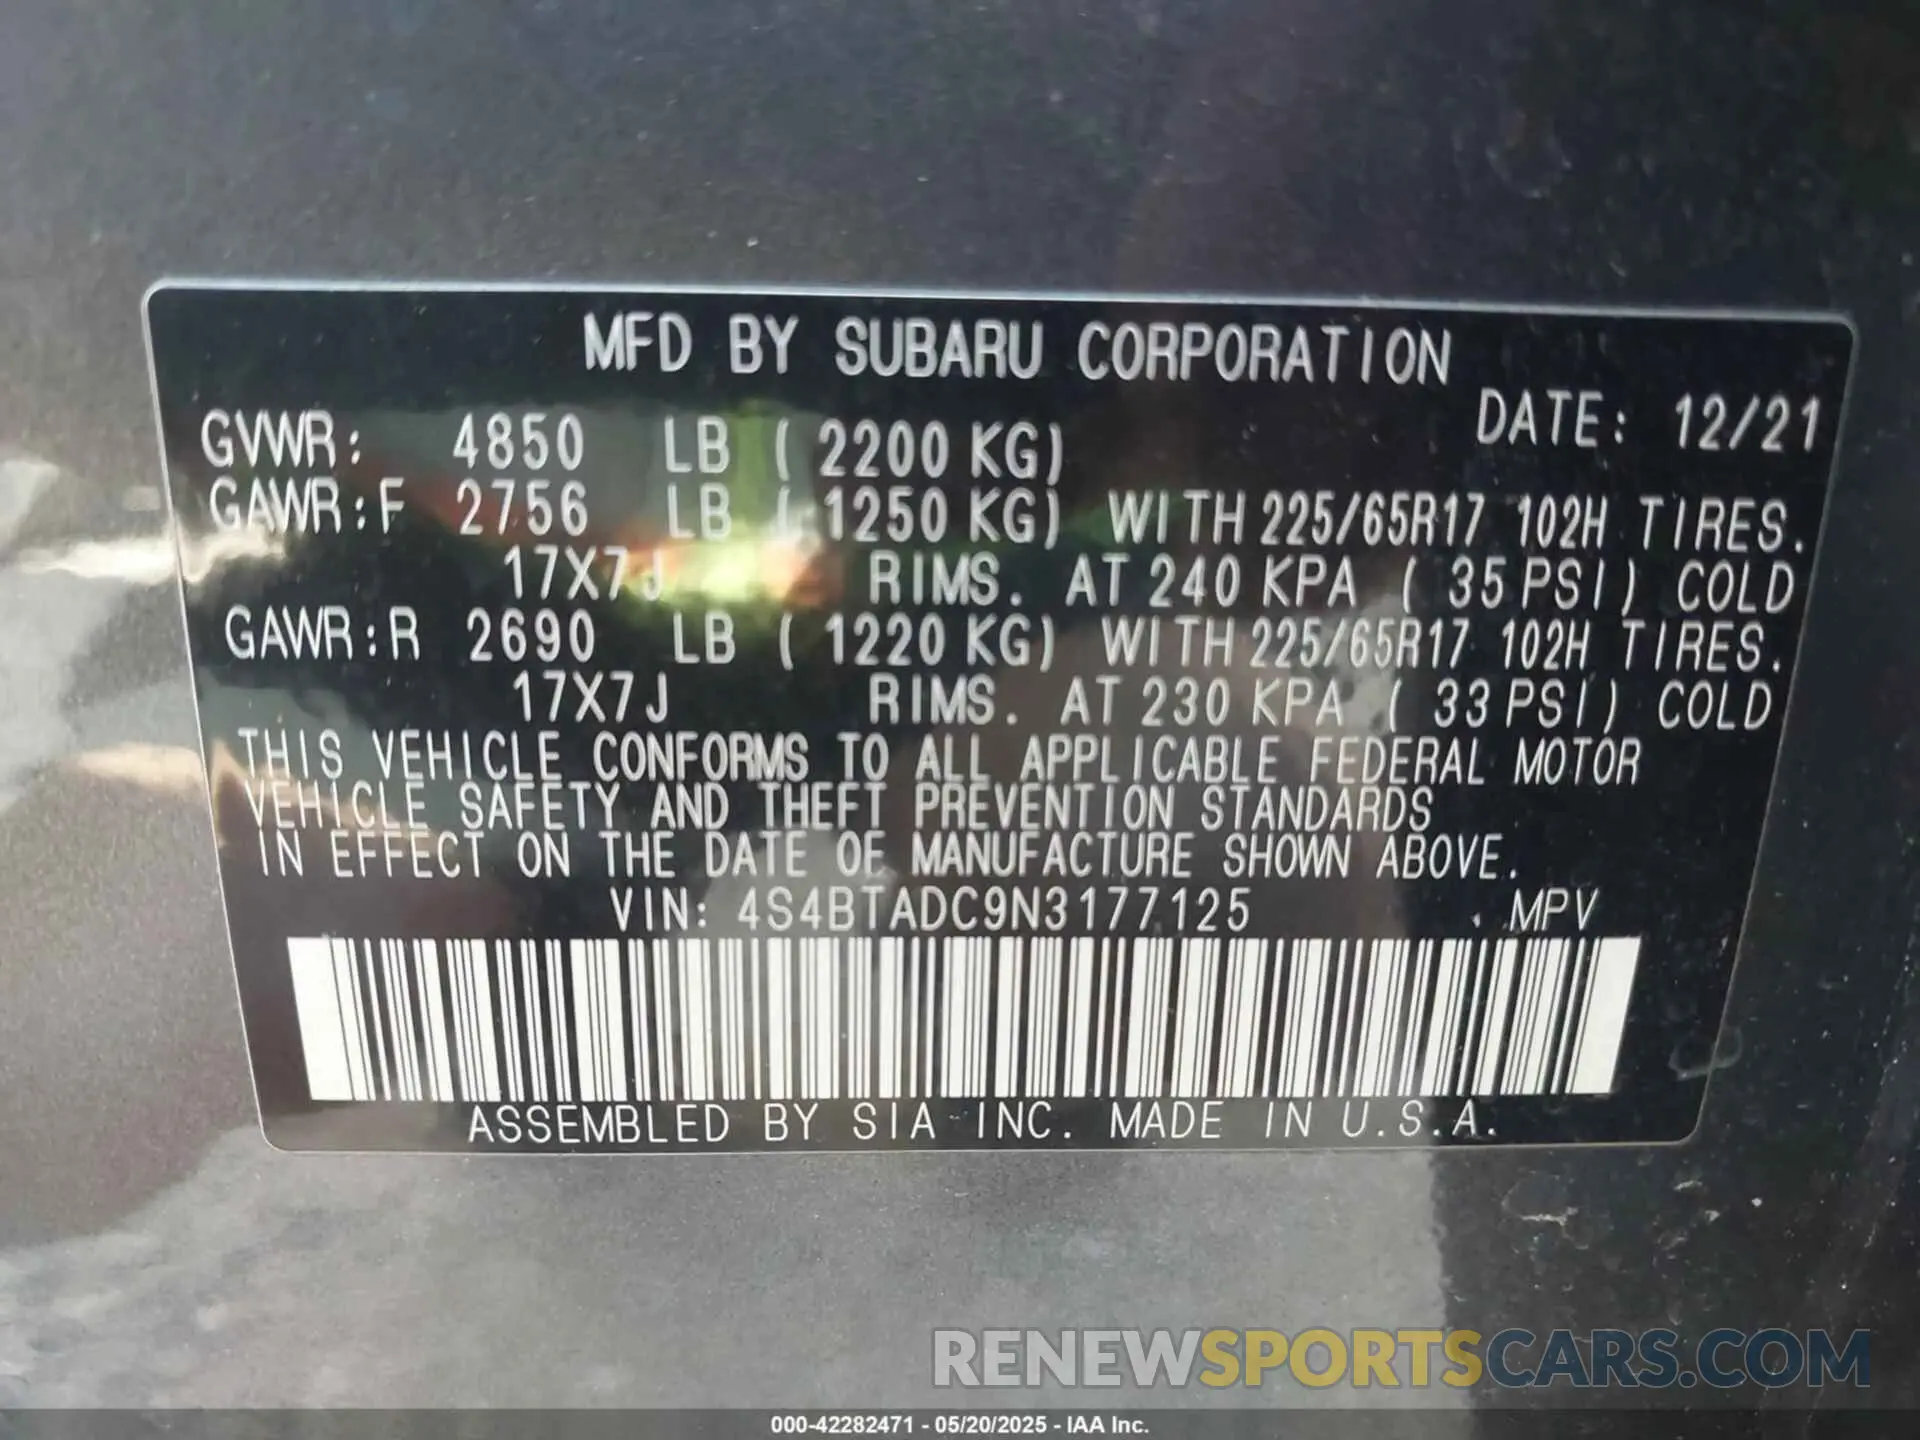 MFD BY SUBARU CORPORATION
DATE: 12/21
GVWR: 4850 LB ( 2200 KG)
GAWR:F 2756 LB ( 1250 KG) WITH 225/65R17 102H TIRES.
17X7J RIMS. AT 240 KPA ( 35 PSI) COLD
GAWR:R 2690 LB ( 1220 KG) WITH 225/65R17 102H TIRES.
17X7J RIMS. AT 230 KPA ( 33 PSI) COLD
THIS VEHICLE CONFORMS TO ALL APPLICABLE FEDERAL MOTOR
VEHICLE SAFETY AND THEFT PREVENTION STANDARDS
IN EFFECT ON THE DATE OF MANUFACTURE SHOWN ABOVE.
VIN: 4S4BTADC9N3177125 MPV
ASSEMBLED BY SIA INC. MADE IN U.S.A.
RENEWSPORTSCARS.COM
000-42282471 - 05/20/2025 - IAA Inc.